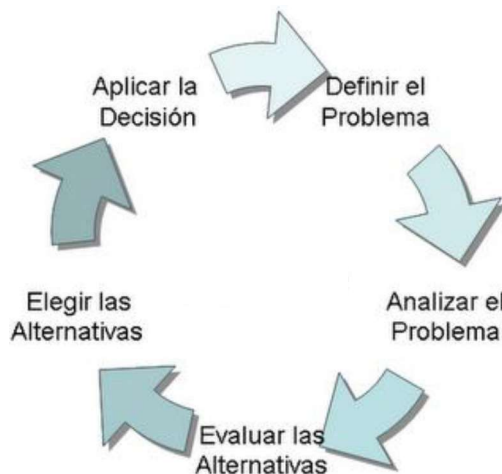 Aplicar la
Decisión
Definir el
Problema
Analizar el
Problema
Evaluar las
Alternativas
Elegir las
Alternativas